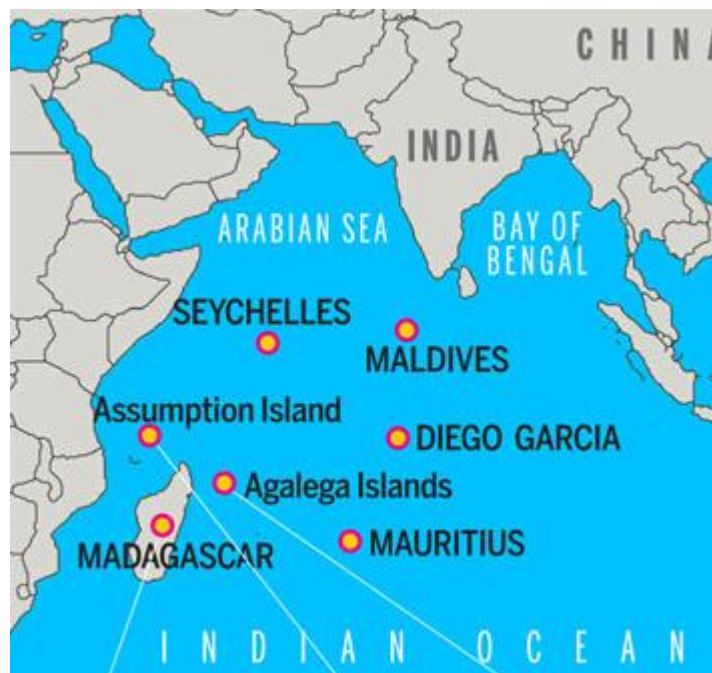 CHINA
INDIA
ARABIAN SEA
BAY OF
BENGAL
SEYCHELLES
MALDIVES
Assumption Island
DIEGO GARCIA
Agalega Islands
MAURITIUS
MADAGASCAR
INDIAN OCEAN